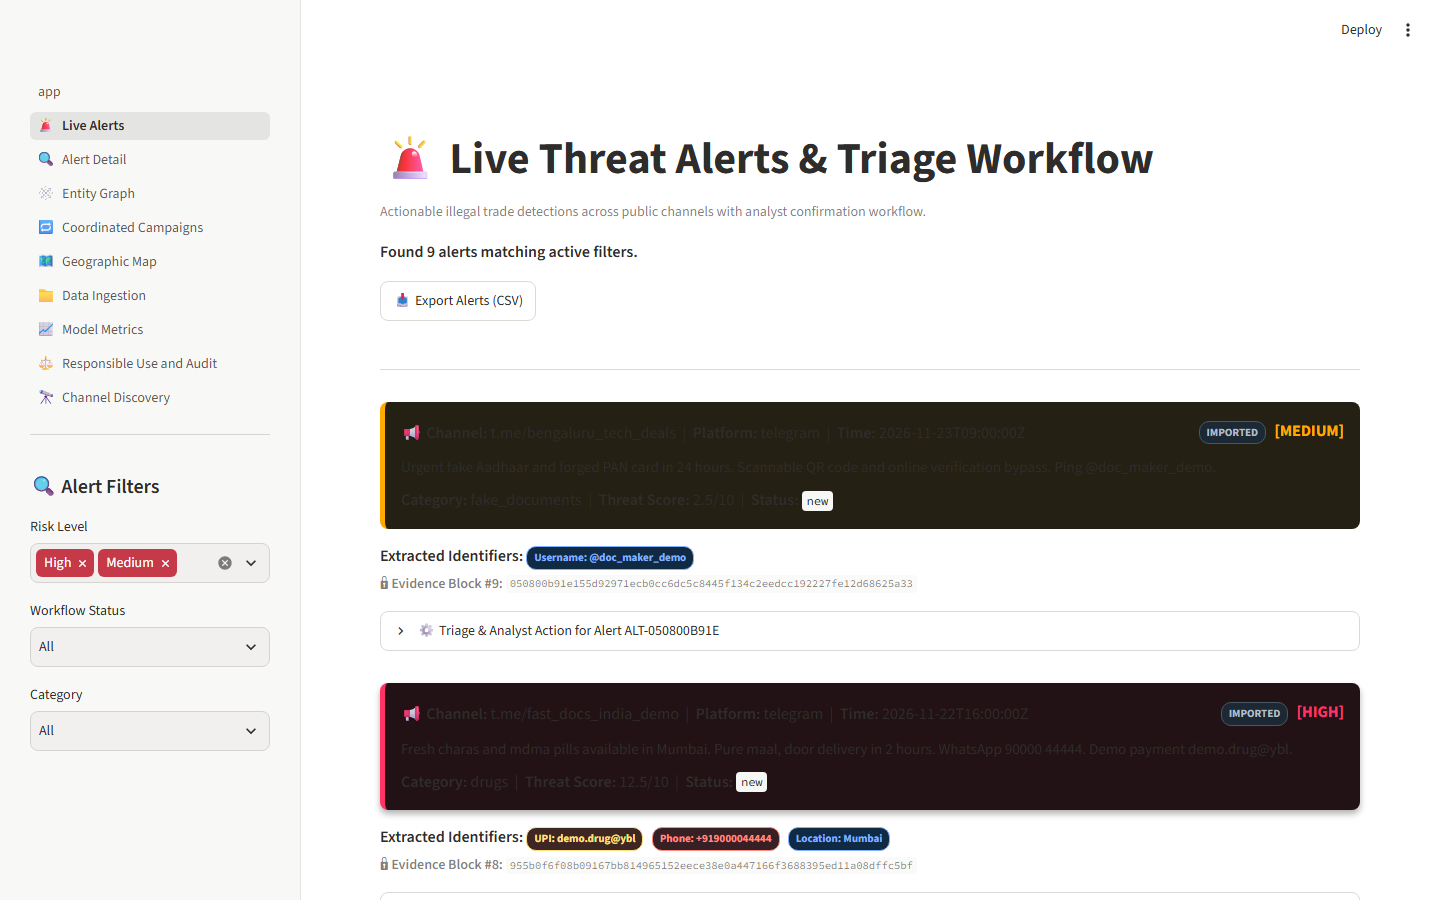 Deploy
app
Live Alerts
Alert Detail
Entity Graph
Coordinated Campaigns
Geographic Map
Data Ingestion
Model Metrics
Responsible Use and Audit
Channel Discovery
Alert Filters
Risk Level
High
Medium
Workflow Status
All
Category
All
Live Threat Alerts & Triage Workflow
Actionable illegal trade detections across public channels with analyst confirmation workflow.
Found 9 alerts matching active filters.
Export Alerts (CSV)
Channel: t.me/bengaluru_tech_deals | Platform: telegram | Time: 2026-11-23T09:00:00Z IMPORTED [MEDIUM]
Urgent fake Aadhaar and forged PAN card in 24 hours. Scannable QR code and online verification bypass. Ping @doc_maker_demo.
Category: fake_documents | Threat Score: 2.5/10 | Status: new
Extracted Identifiers: Username: @doc_maker_demo
Evidence Block #9: 050800b91e155d92971ecb0cc6dc5c8445f134c2eedcc192227fe12d68625a33
Triage & Analyst Action for Alert ALT-050800B91E
Channel: t.me/fast_docs_india_demo | Platform: telegram | Time: 2026-11-22T16:00:00Z IMPORTED [HIGH]
Fresh charas and mdma pills available in Mumbai. Pure maal, door delivery in 2 hours. WhatsApp 90000 44444. Demo payment demo.drug@ybl.
Category: drugs | Threat Score: 12.5/10 | Status: new
Extracted Identifiers: UPI: demo.drug@ybl Phone: +919000044444 Location: Mumbai
Evidence Block #8: 955b0f6f08b09167bb814965152eece38e0a447166f3688395ed11a08dffc5bf